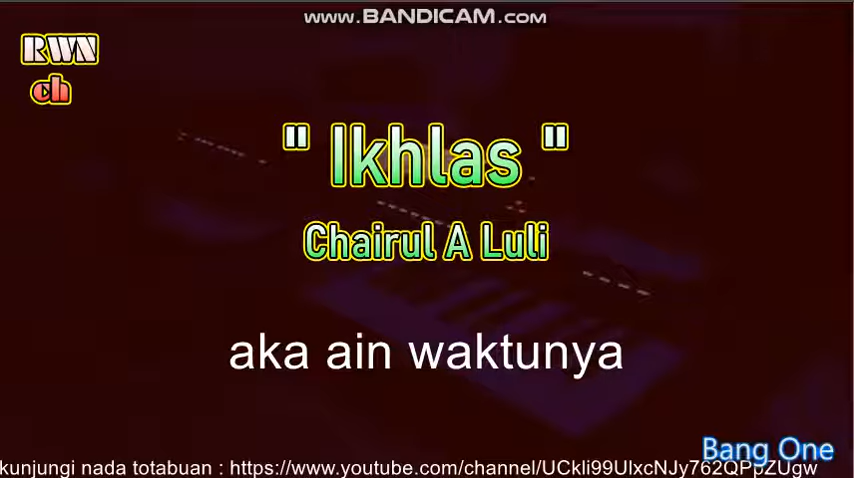 WWW.BANDICAM.COM
RWN
ch
" Ikhlas "
Chairul A Luli
aka ain waktunya
Bang One
kunjungi nada totabuan : https://www.youtube.com/channel/UCkli99UlxcNJy762QPpZUgw